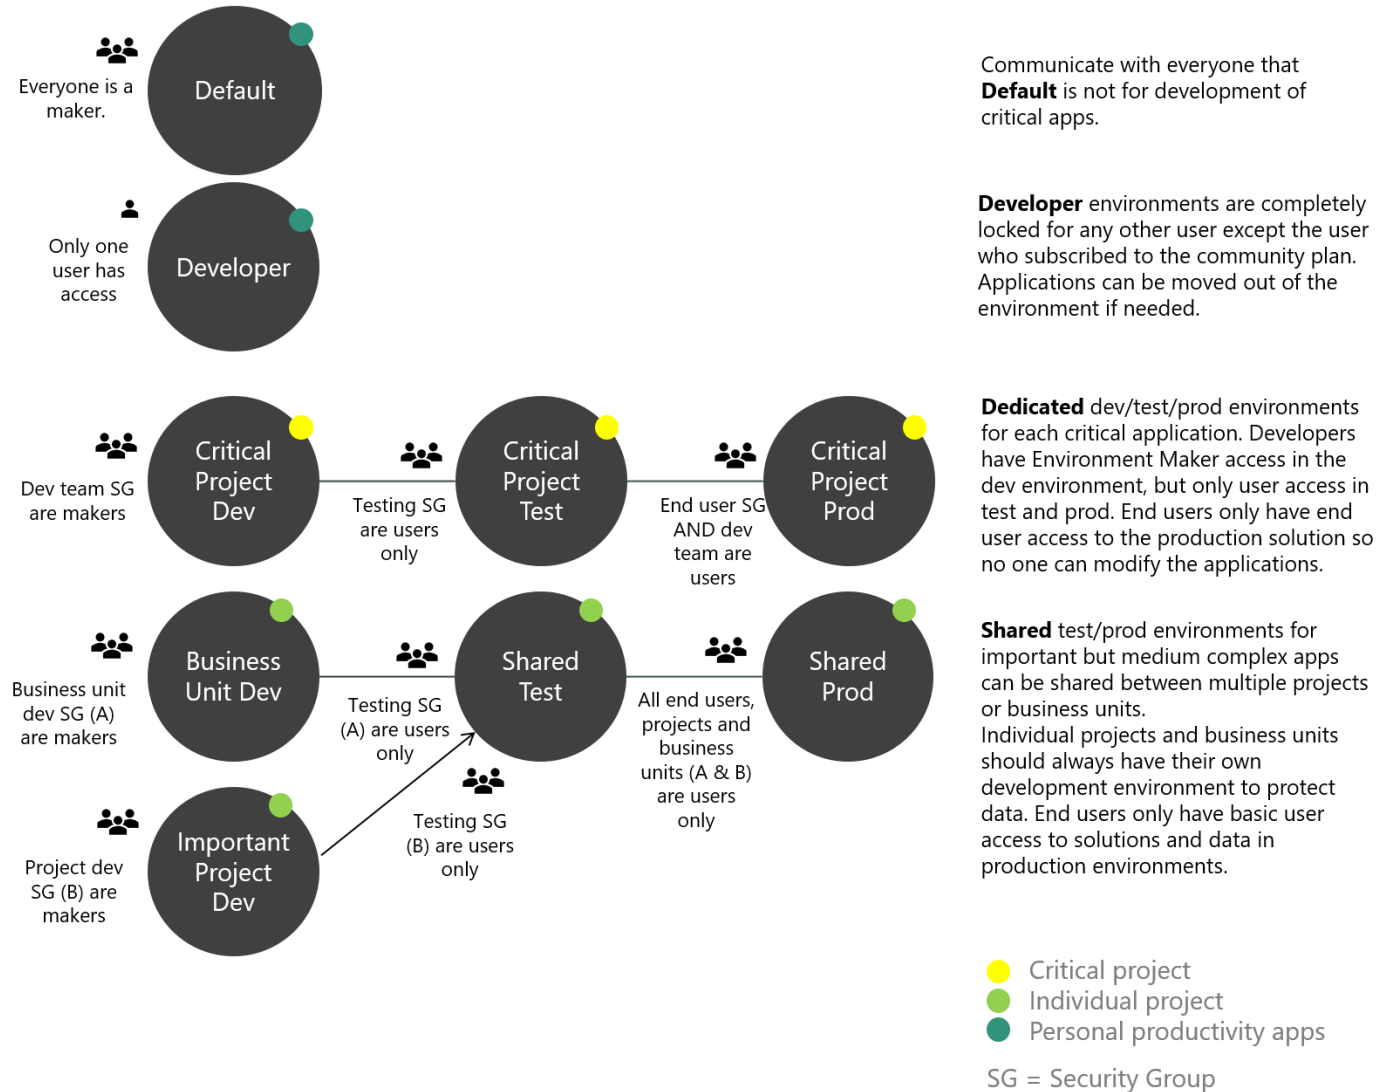 Everyone is a
maker.
Default
Communicate with everyone that
Default is not for development of
critical apps.
Only one
user has
access
Developer
Developer environments are completely
locked for any other user except the user
who subscribed to the community plan.
Applications can be moved out of the
environment if needed.
Dev team SG
are makers
Critical
Project
Dev
Testing SG
are users
only
Critical
Project
Test
End user SG
AND dev
team are
users
Critical
Project
Prod
Dedicated dev/test/prod environments
for each critical application. Developers
have Environment Maker access in the
dev environment, but only user access in
test and prod. End users only have end
user access to the production solution so
no one can modify the applications.
Business unit
dev SG (A)
are makers
Business
Unit Dev
Testing SG
(A) are users
only
Shared
Test
All end users,
projects and
business
units (A & B)
are users
only
Shared
Prod
Shared test/prod environments for
important but medium complex apps
can be shared between multiple projects
or business units.
Individual projects and business units
should always have their own
development environment to protect
data. End users only have basic user
access to solutions and data in
production environments.
Project dev
SG (B) are
makers
Important
Project
Dev
Testing SG
(B) are users
only
Critical project
Individual project
Personal productivity apps
SG = Security Group